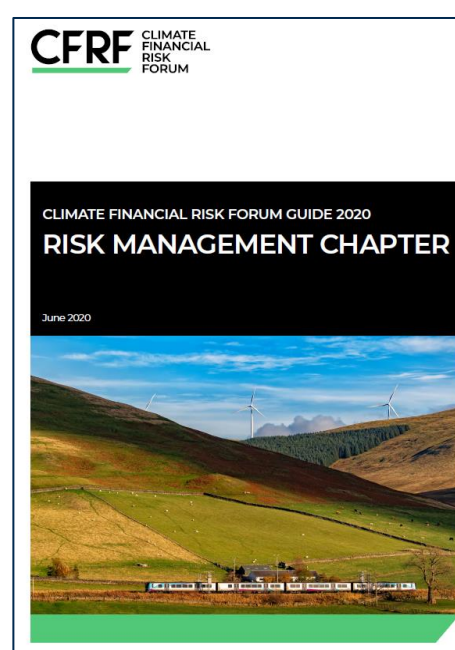 CFRF
CLIMATE
FINANCIAL
RISK
FORUM
CLIMATE FINANCIAL RISK FORUM GUIDE 2020
RISK MANAGEMENT CHAPTER
June 2020